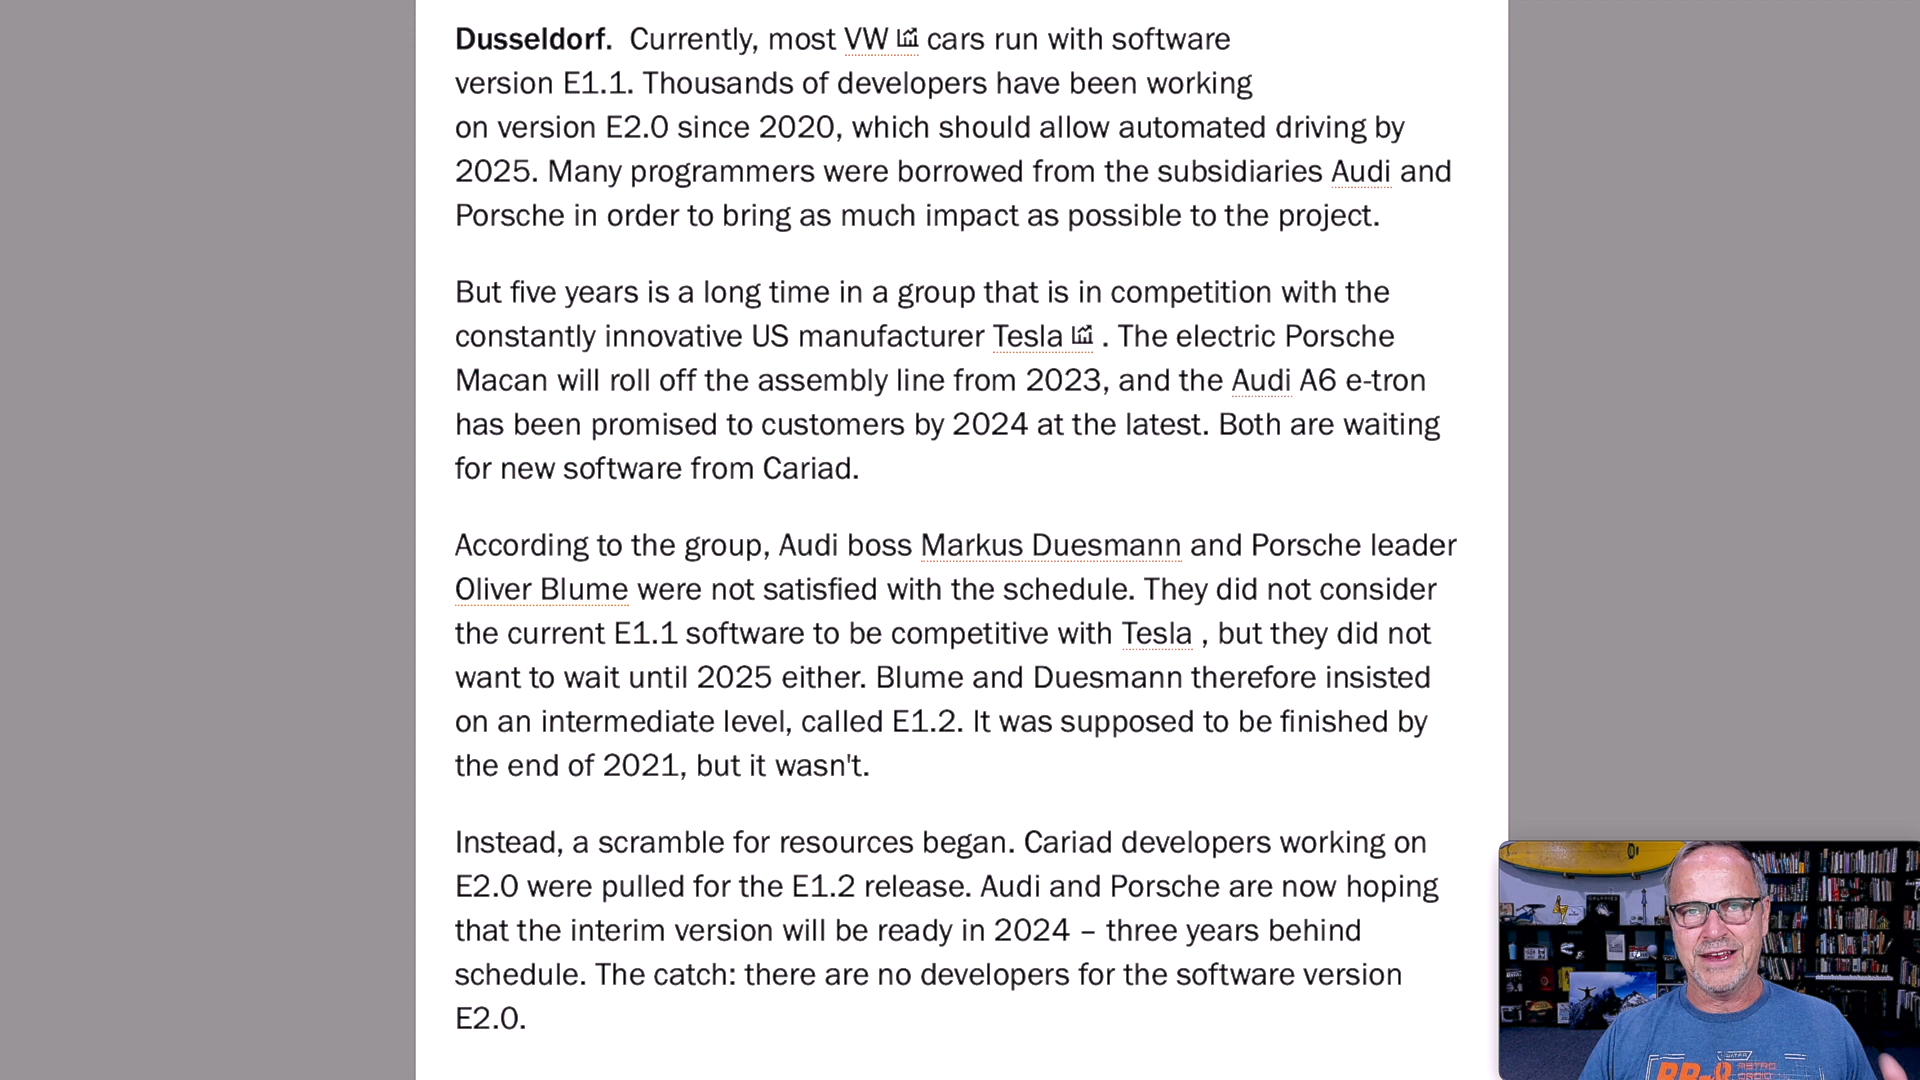 Dusseldorf. Currently, most VW cars run with software
version E1.1. Thousands of developers have been working
on version E2.0 since 2020, which should allow automated driving by
2025. Many programmers were borrowed from the subsidiaries Audi and
Porsche in order to bring as much impact as possible to the project.
But five years is a long time in a group that is in competition with the
constantly innovative US manufacturer Tesla . The electric Porsche
Macan will roll off the assembly line from 2023, and the Audi A6 e-tron
has been promised to customers by 2024 at the latest. Both are waiting
for new software from Cariad.
According to the group, Audi boss Markus Duesmann and Porsche leader
Oliver Blume were not satisfied with the schedule. They did not consider
the current E1.1 software to be competitive with Tesla , but they did not
want to wait until 2025 either. Blume and Duesmann therefore insisted
on an intermediate level, called E1.2. It was supposed to be finished by
the end of 2021, but it wasn't.
Instead, a scramble for resources began. Cariad developers working on
E2.0 were pulled for the E1.2 release. Audi and Porsche are now hoping
that the interim version will be ready in 2024 – three years behind
schedule. The catch: there are no developers for the software version
E2.0.